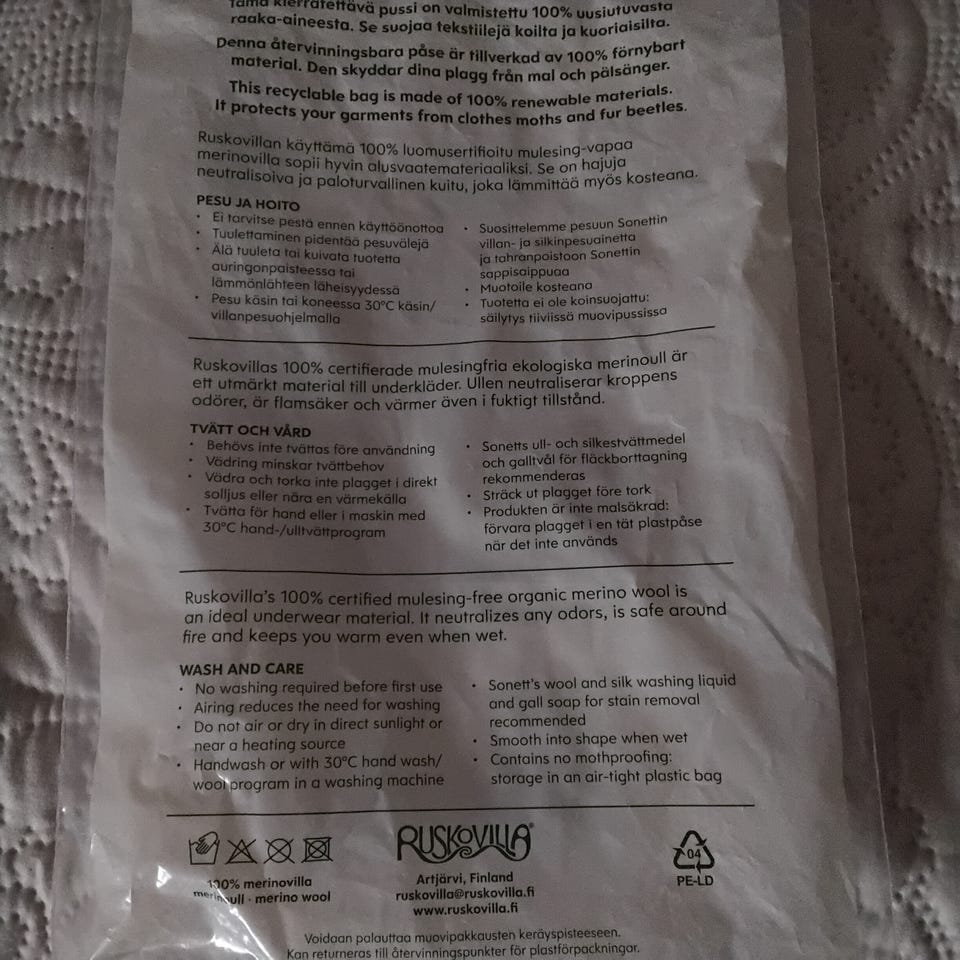 Tämä kierrätettävä pussi on valmistettu 100% uusiutuvasta
raaka-aineesta. Se suojaa tekstiilejä koilta ja kuoriaisilta.
Denna återvinningsbara påse är tillverkad av 100% förnybart
material. Den skyddar dina plagg från mal och pälsänger.
This recyclable bag is made of 100% renewable materials.
It protects your garments from clothes moths and fur beetles.
Ruskovillan käyttämä 100% luomusertifioitu mulesing-vapaa
merinovilla sopii hyvin alusvaatemateriaaliksi. Se on hajuja
neutralisoiva ja paloturvallinen kuitu, joka lämmittää myös kosteana.
PESU JA HOITO
• Ei tarvitse pestä ennen käyttöönottoa
• Tuulettaminen pidentää pesuvälejä
• Älä tuuleta tai kuivata tuotetta
auringonpaisteessa tai
lämmönlähteen läheisyydessä
• Pesu käsin tai koneessa 30°C käsin/
villanpesuohjelmalla
• Suosittelemme pesuun Sonettin
villan- ja silkinpesuainetta
ja tahranpoistoon Sonettin
sappisaippuaa
• Muotoile kosteana
• Tuotetta ei ole koinsuojattu:
säilytys tiiviissä muovipussissa
Ruskovillas 100% certifierade mulesingfria ekologiska merinoull är
ett utmärkt material till underkläder. Ullen neutraliserar kroppens
odörer, är flamsäker och värmer även i fuktigt tillstånd.
TVÄTT OCH VÅRD
• Behövs inte tvättas före användning
• Vädring minskar tvättbehov
• Vädra och torka inte plagget i direkt
solljus eller nära en värmekälla
• Tvätta för hand eller i maskin med
30°C hand-/ulltvättprogram
• Sonetts ull- och silkestvättmedel
och galltvål för fläckborttagning
rekommenderas
• Sträck ut plagget före tork
• Produkten är inte malsäkrad:
förvara plagget i en tät plastpåse
när det inte används
Ruskovilla's 100% certified mulesing-free organic merino wool is
an ideal underwear material. It neutralizes any odors, is safe around
fire and keeps you warm even when wet.
WASH AND CARE
• No washing required before first use
• Airing reduces the need for washing
• Do not air or dry in direct sunlight or
near a heating source
• Handwash or with 30°C hand wash/
wool program in a washing machine
• Sonett's wool and silk washing liquid
and gall soap for stain removal
recommended
• Smooth into shape when wet
• Contains no mothproofing:
storage in an air-tight plastic bag
100% merinovilla
merinoull · merino wool
RUSKOVILLA®
Artjärvi, Finland
ruskovilla@ruskovilla.fi
www.ruskovilla.fi
04
PE-LD
Voidaan palauttaa muovipakkausten keräyspisteeseen.
Kan returneras till återvinningspunkter för plastförpackningar.